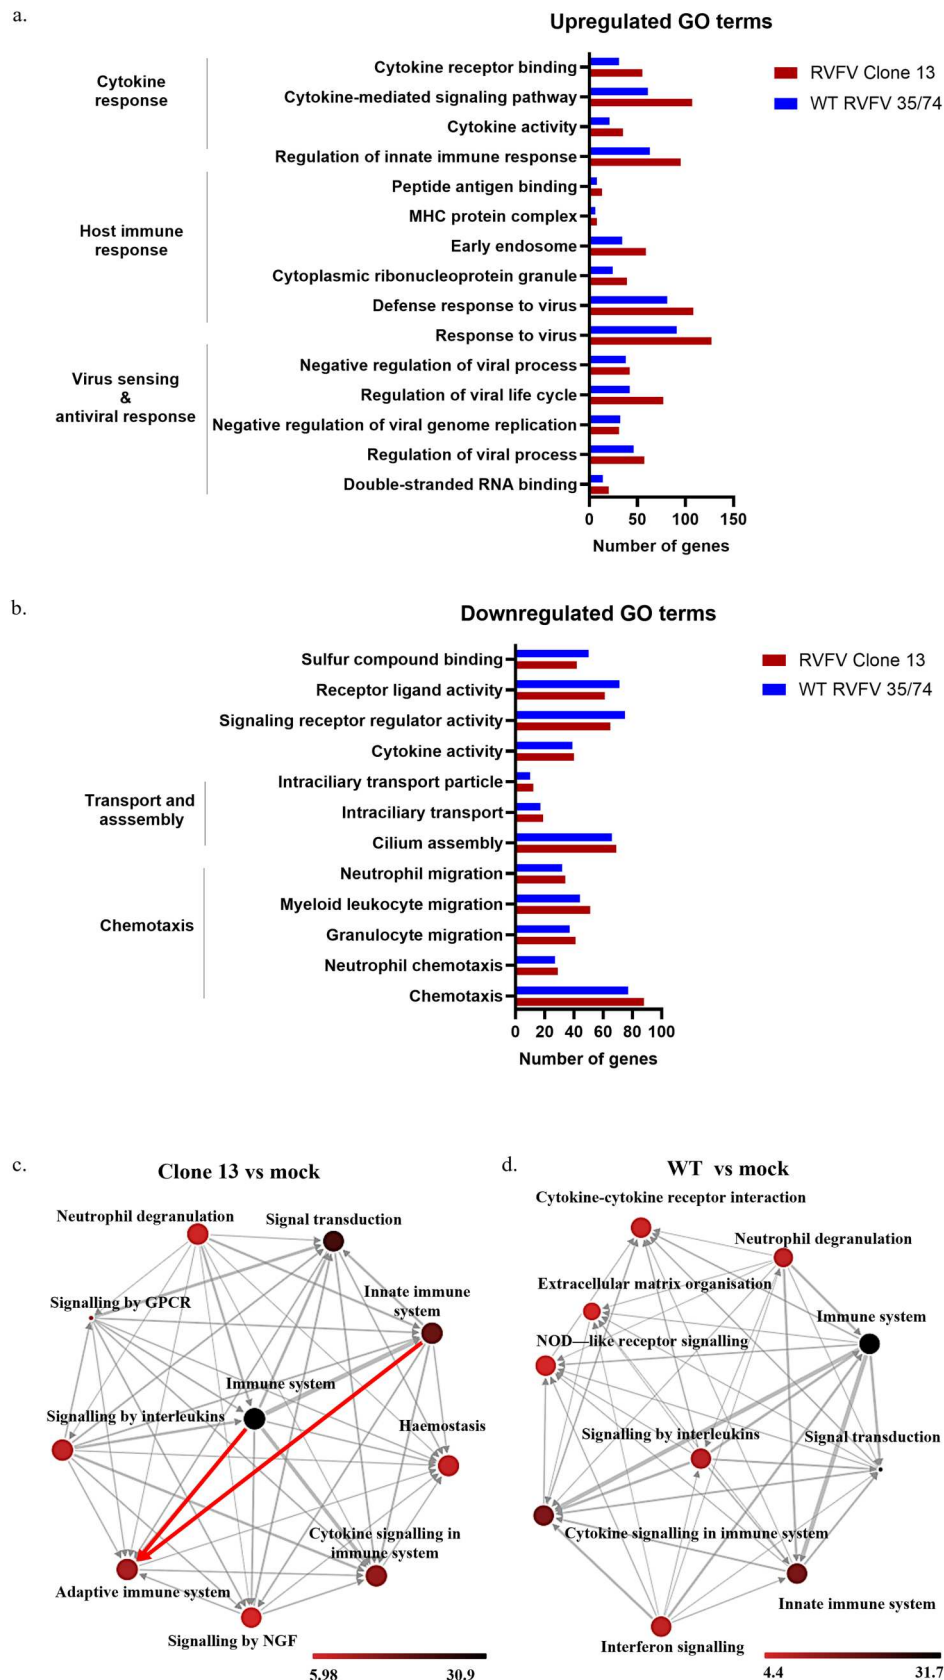 a.
Upregulated GO terms
Cytokine
response
Host immune
response
Virus sensing
&
antiviral response
Cytokine receptor binding
Cytokine-mediated signaling pathway
Cytokine activity
Regulation of innate immune response
Peptide antigen binding
MHC protein complex
Early endosome
Cytoplasmic ribonucleoprotein granule
Defense response to virus
Response to virus
Negative regulation of viral process
Regulation of viral life cycle
Negative regulation of viral genome replication
Regulation of viral process
Double-stranded RNA binding
0 50 100 150
Number of genes
RVFV Clone 13
WT RVFV 35/74
b.
Downregulated GO terms
Transport and
asssembly
Chemotaxis
Sulfur compound binding
Receptor ligand activity
Signaling receptor regulator activity
Cytokine activity
Intraciliary transport particle
Intraciliary transport
Cilium assembly
Neutrophil migration
Myeloid leukocyte migration
Granulocyte migration
Neutrophil chemotaxis
Chemotaxis
0 20 40 60 80 100
Number of genes
RVFV Clone 13
WT RVFV 35/74
c.
Clone 13 vs mock
Neutrophil degranulation
Signal transduction
Signalling by GPCR
Innate immune
system
Immune system
Signalling by interleukins
Haemostasis
Cytokine signalling in
immune system
Adaptive immune system
Signalling by NGF
5.98 30.9
d.
WT vs mock
Cytokine-cytokine receptor interaction
Neutrophil degranulation
Extracellular matrix organisation
Immune system
NOD—like receptor signalling
Signalling by interleukins
Signal transduction
Cytokine signalling in immune system
Innate immune system
Interferon signalling
4.4 31.7